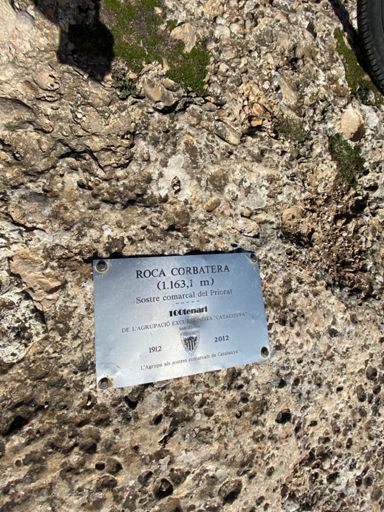 ROCA CORBATERA
(1.163,1 m)
Sostre comarcal del Priorat
100tenari
DE L'AGRUPACIÓ EXCURSIONISTA "CATALUNYA"
1912
2012
L'Agrupa als sostres comarcals de Catalunya